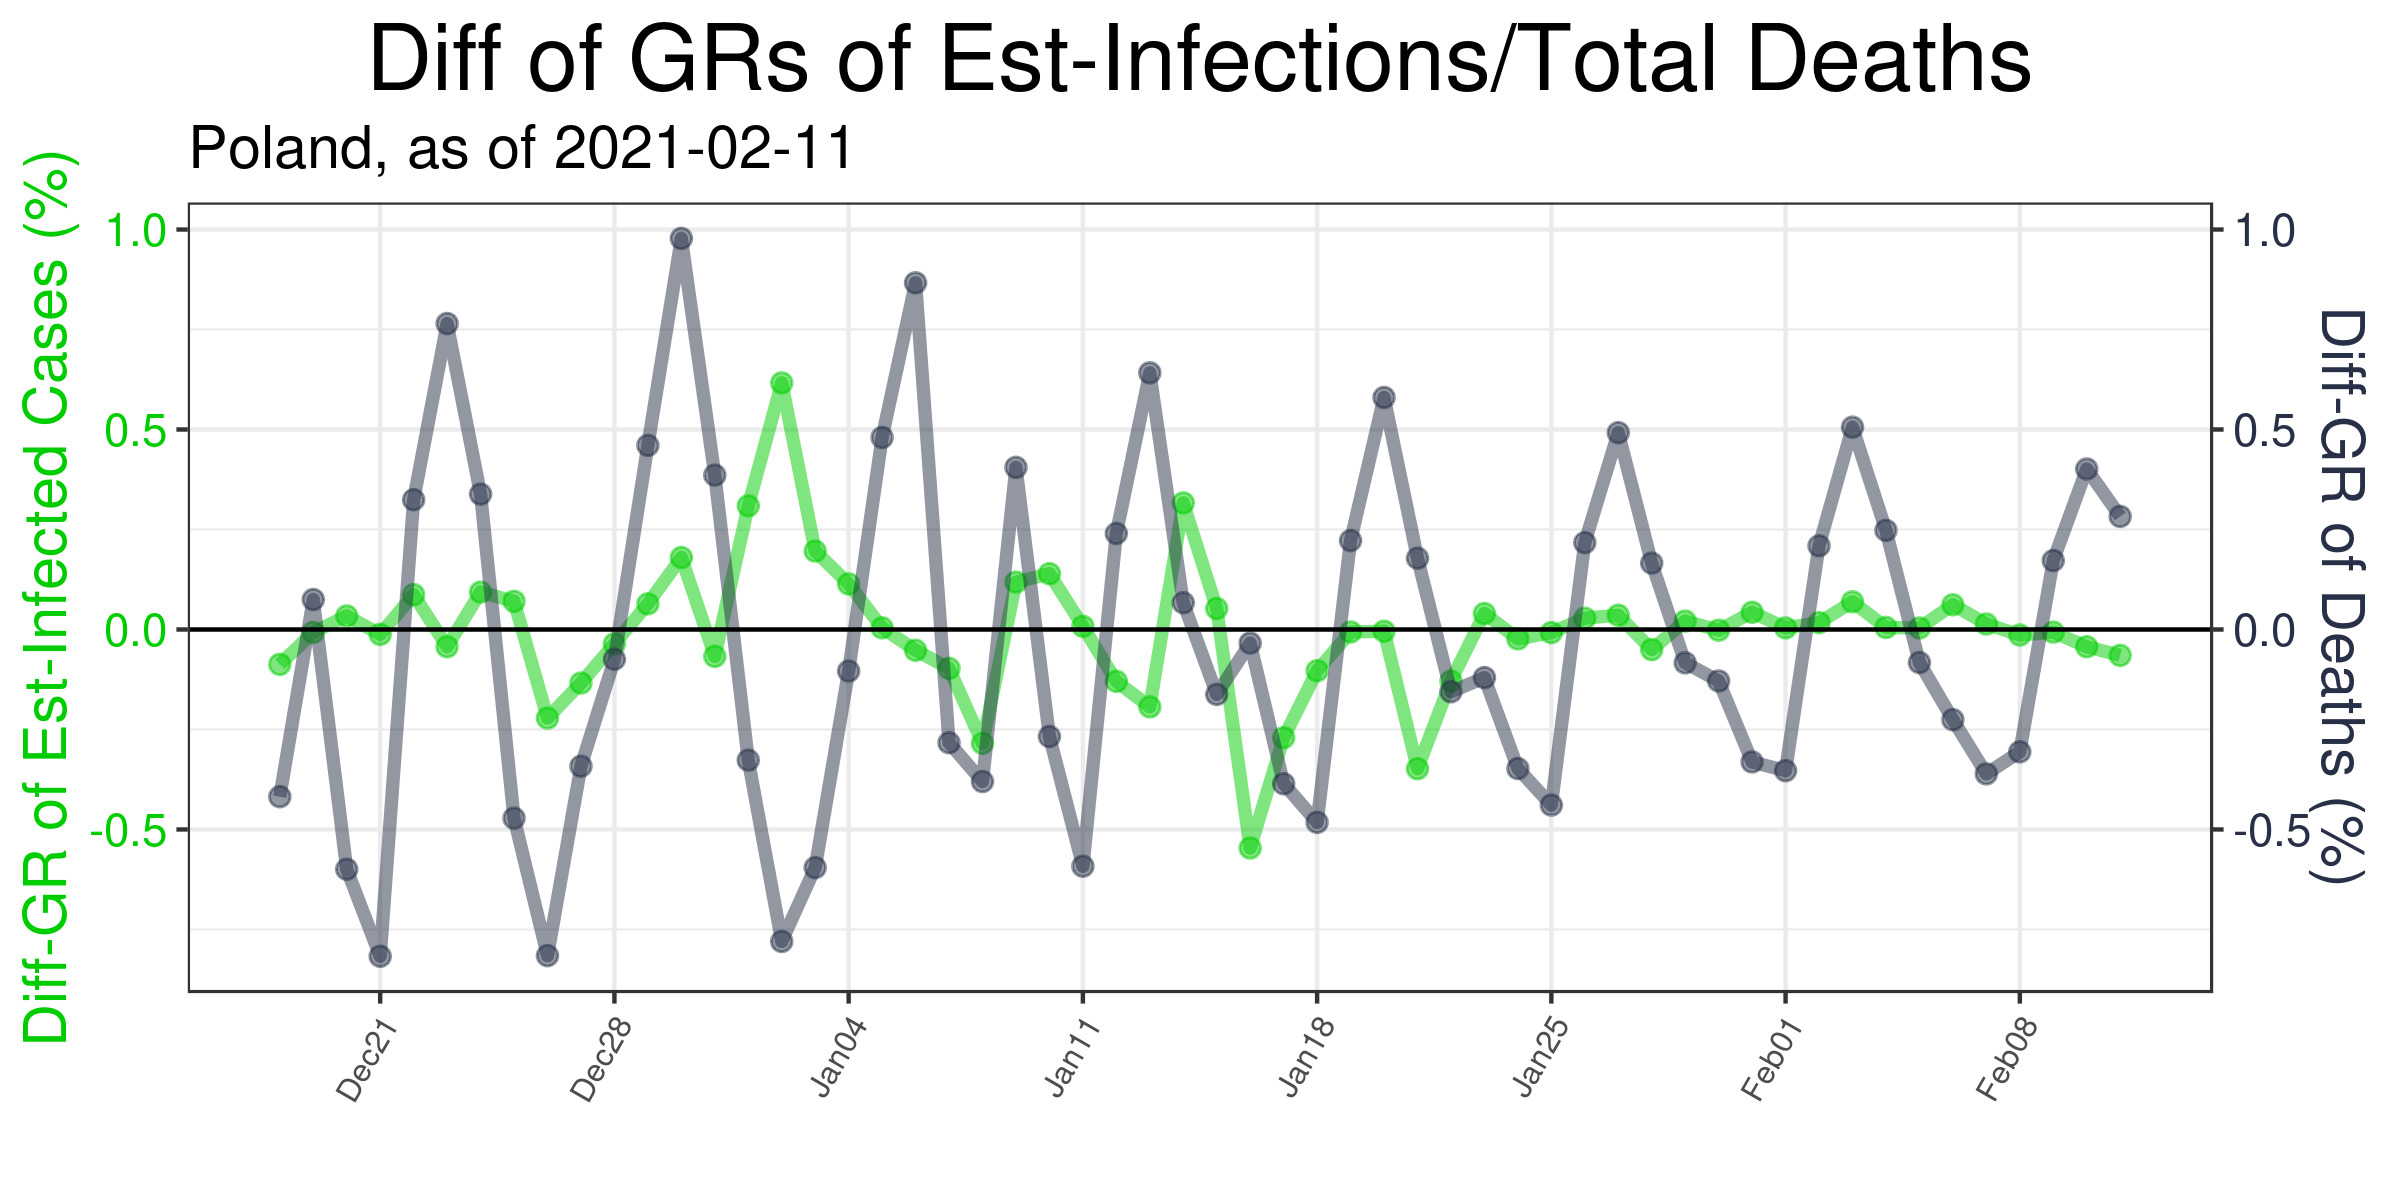 Diff of GRs of Est-Infections/Total Deaths
Poland, as of 2021-02-11
Diff-GR of Est-Infected Cases (%)
1.0
0.5
0.0
-0.5
1.0
0.5
0.0
-0.5
Diff-GR of Deaths (%)
Dec21
Dec28
Jan04
Jan11
Jan18
Jan25
Feb01
Feb08